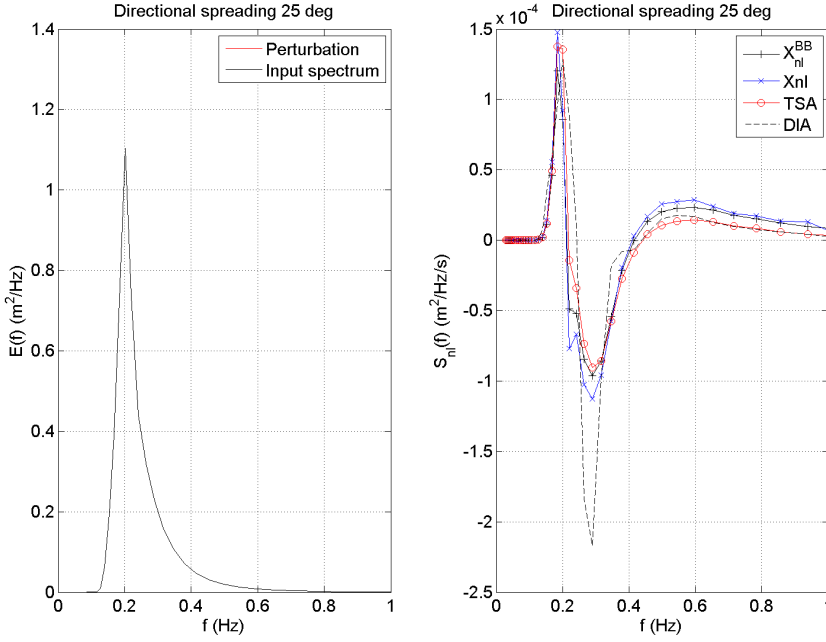 Directional spreading 25 deg
1.4
1.2
1
0.8
0.6
0.4
0.2
0
E(f) (m²/Hz)
Perturbation
Input spectrum
0 0.2 0.4 0.6 0.8 1
f (Hz)
Directional spreading 25 deg
x 10⁻⁴
1.5
1
0.5
0
-0.5
-1
-1.5
-2
-2.5
S_nl(f) (m²/Hz/s)
X_nl^BB
Xnl
TSA
DIA
0 0.2 0.4 0.6 0.8 1
f (Hz)